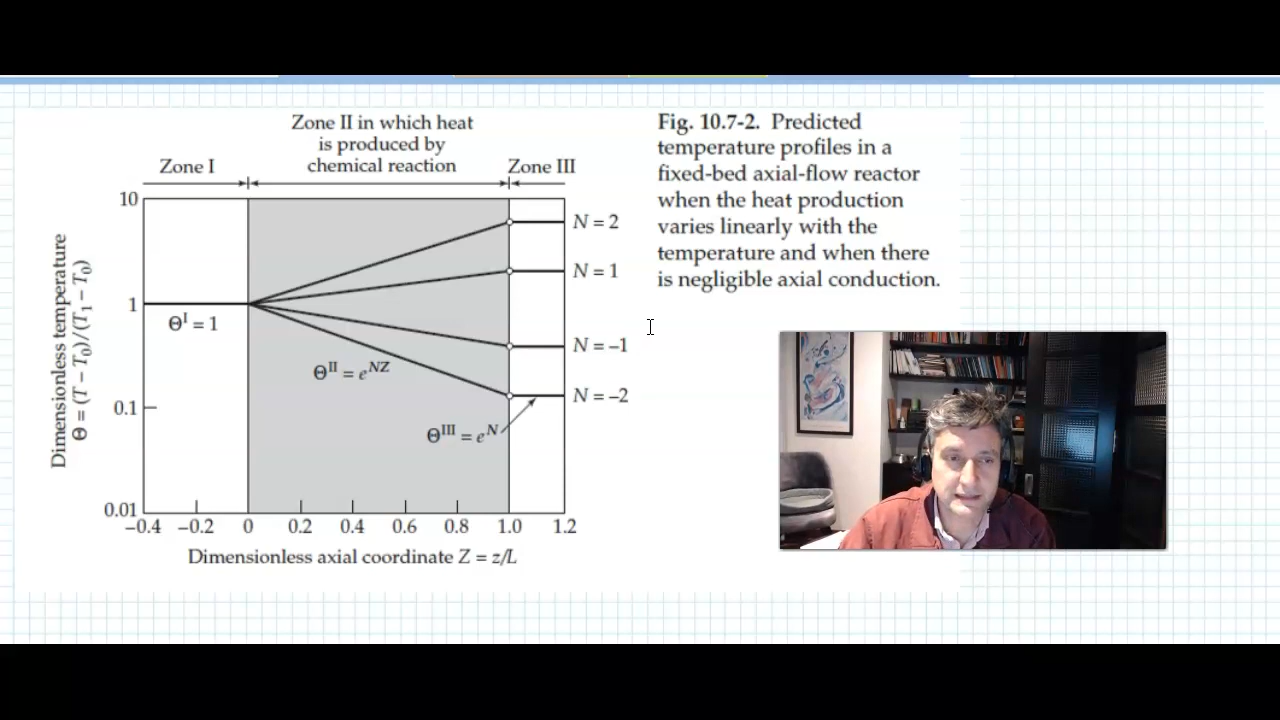 Zone II in which heat
is produced by
chemical reaction
Zone I
Zone III
10
1
0.1
0.01
Dimensionless temperature
Θ = (T − T₀)/(T₁ − T₀)
Θᴵ = 1
Θᴵᴵ = eᴺᶻ
Θᴵᴵᴵ = eᴺ
N = 2
N = 1
N = –1
N = –2
−0.4 −0.2 0 0.2 0.4 0.6 0.8 1.0 1.2
Dimensionless axial coordinate Z = z/L
Fig. 10.7-2. Predicted
temperature profiles in a
fixed-bed axial-flow reactor
when the heat production
varies linearly with the
temperature and when there
is negligible axial conduction.